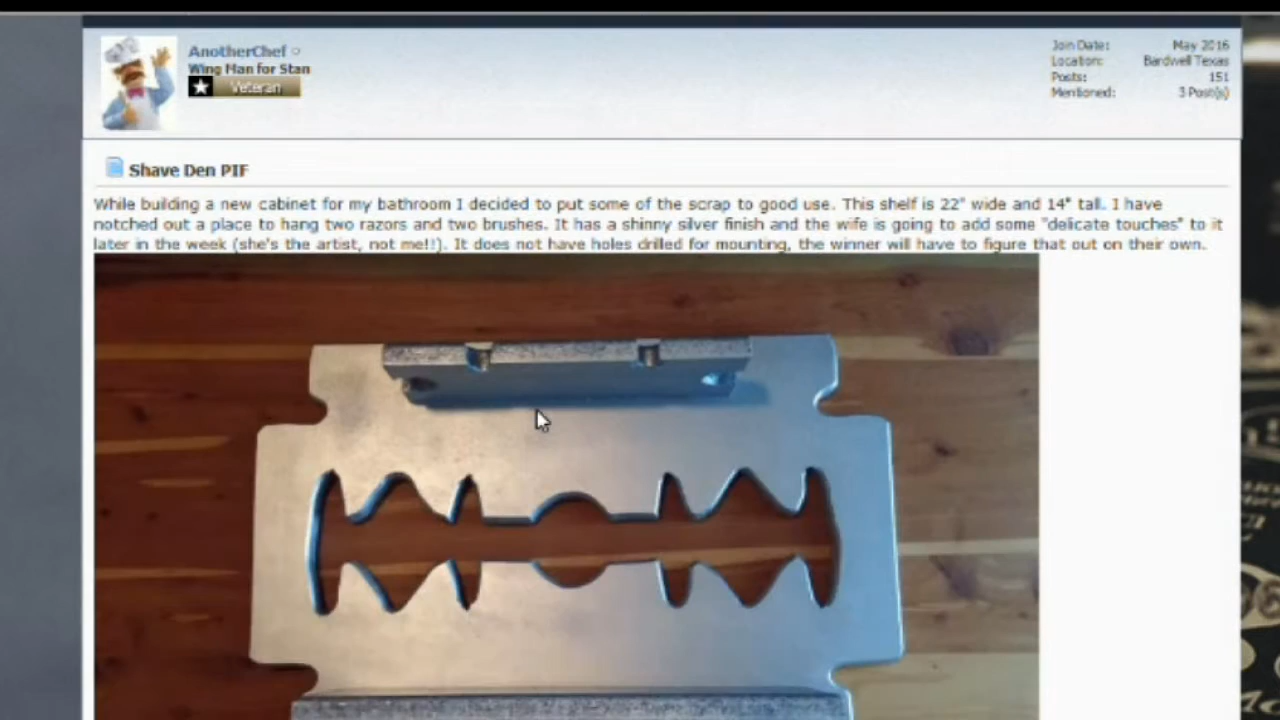 AnotherChef
Wing Man for Stan
Veteran
Join Date: May 2016
Location: Bardwell Texas
Posts: 151
Mentioned: 3 Post(s)
Shave Den PIF
While building a new cabinet for my bathroom I decided to put some of the scrap to good use. This shelf is 22" wide and 14" tall. I have
notched out a place to hang two razors and two brushes. It has a shinny silver finish and the wife is going to add some "delicate touches" to it
later in the week (she's the artist, not me!!). It does not have holes drilled for mounting, the winner will have to figure that out on their own.